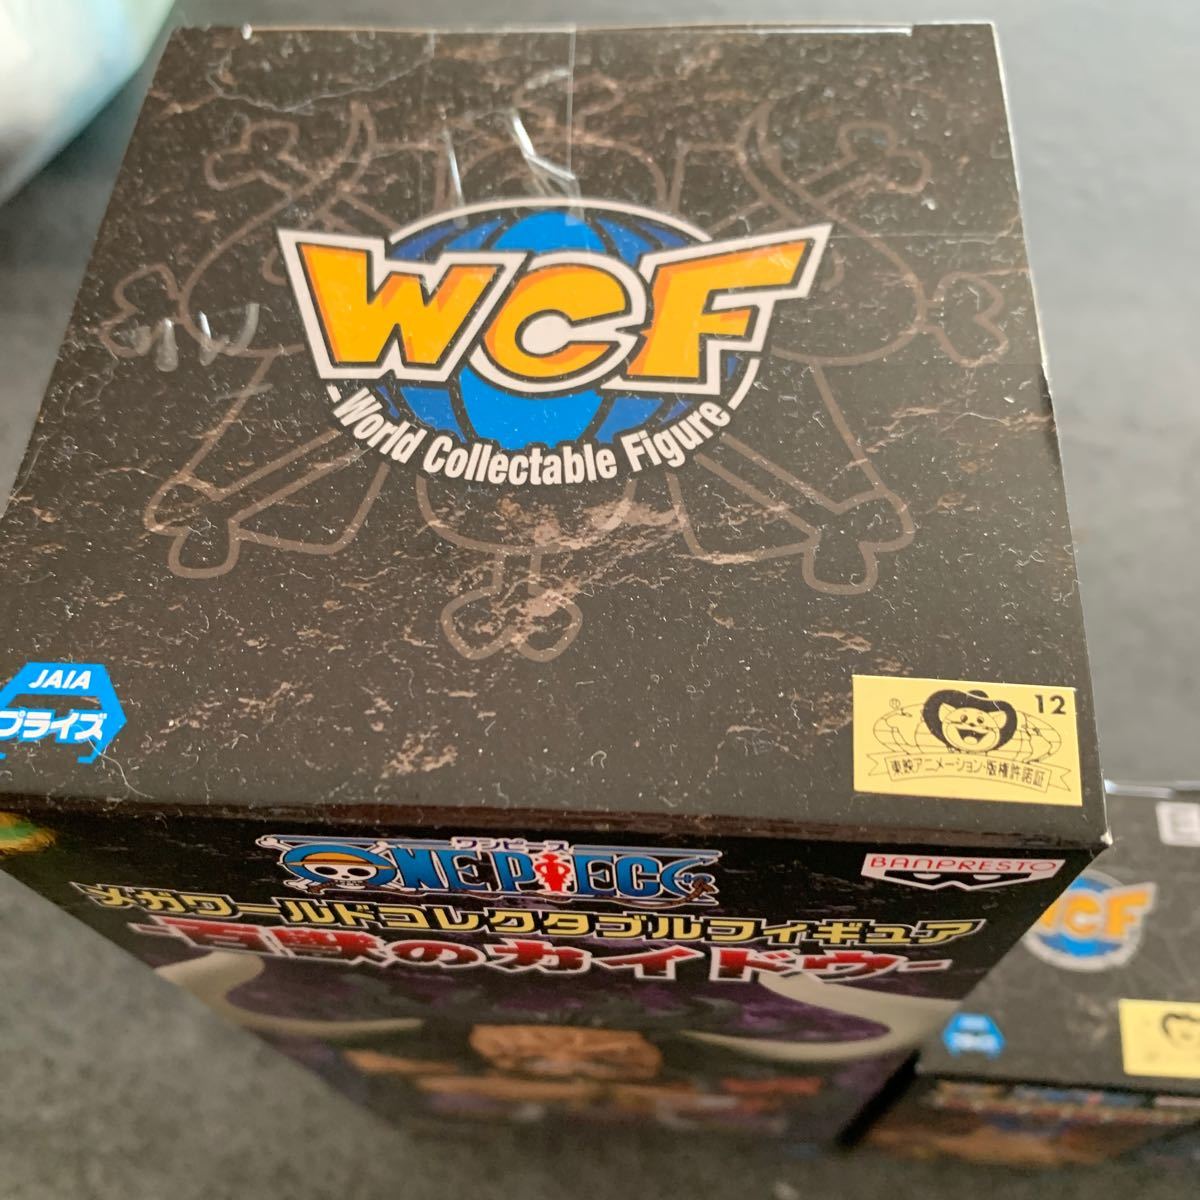 WCF
World Collectable Figure
JAIA
プライズ
12
®
東映アニメーション・版権許諾証
ワンピース
ONE PIECE
BANPRESTO
メガワールドコレクタブルフィギュア
百獣のカイドウ
WCF